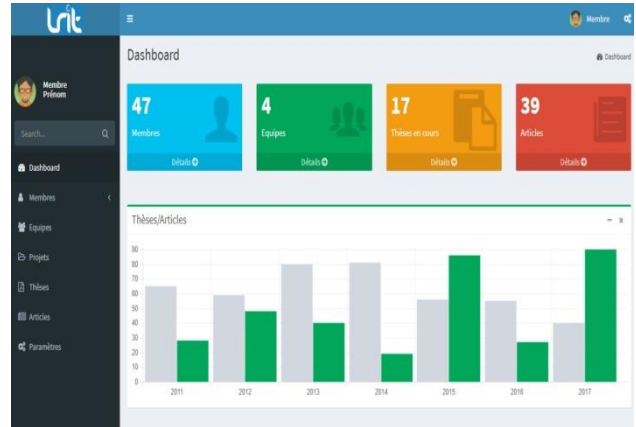 Lrit
Membre
Dashboard
Dashboard
Membre
Prénom
Search...
Dashboard
Membres
Equipes
Projets
Thèses
Articles
Paramètres
47
Membres
Détails
4
Equipes
Détails
17
Thèses en cours
Détails
39
Articles
Détails
Thèses/Articles
90
80
70
60
50
40
30
20
10
0
2011
2012
2013
2014
2015
2016
2017